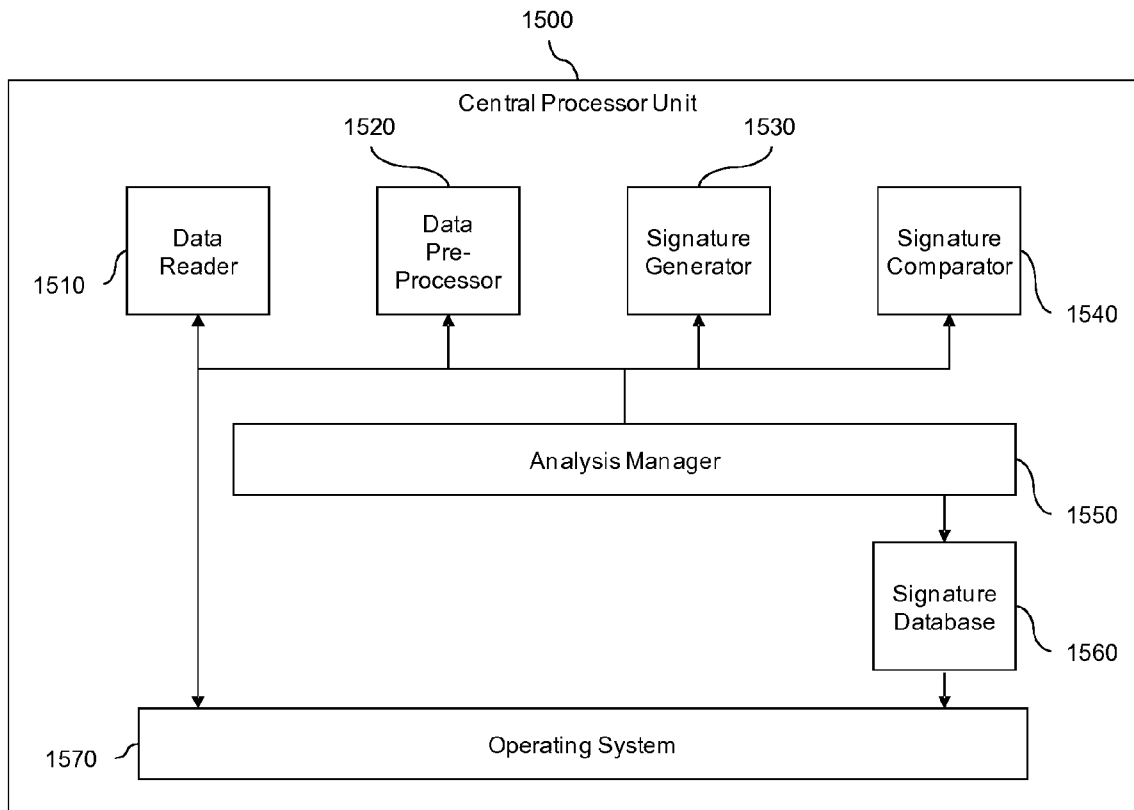 1500
Central Processor Unit
1520
1530
Data
Reader
Data
Pre-
Processor
Signature
Generator
Signature
Comparator
1510
1540
Analysis Manager
1550
Signature
Database
1560
Operating System
1570